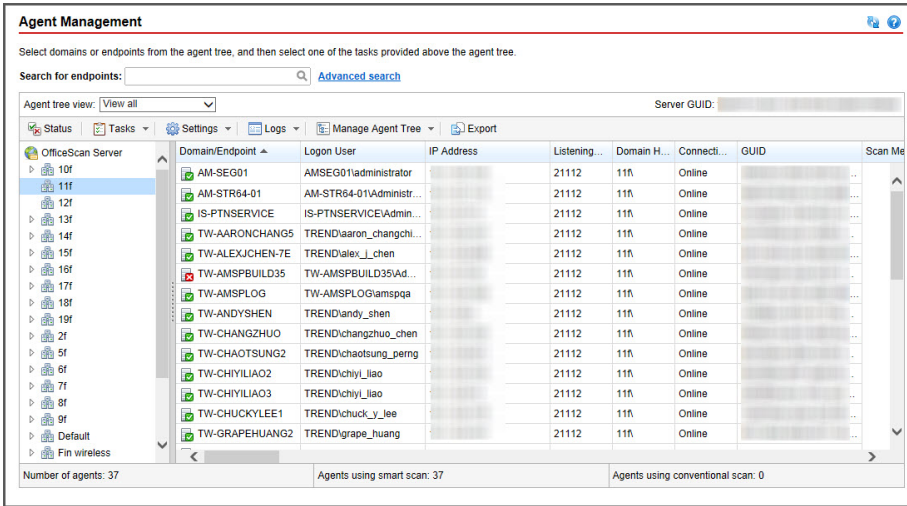 Agent Management
Select domains or endpoints from the agent tree, and then select one of the tasks provided above the agent tree.
Search for endpoints: Advanced search
Agent tree view: View all Server GUID:
Status Tasks Settings Logs Manage Agent Tree Export
OfficeScan Server
10f
11f
12f
13f
14f
15f
16f
17f
18f
19f
2f
5f
6f
7f
8f
9f
Default
Fin wireless
Domain/Endpoint Logon User IP Address Listening... Domain H... Connecti... GUID Scan Me
AM-SEG01 AMSEG01\administrator 21112 11f\ Online
AM-STR64-01 AM-STR64-01\Administr... 21112 11f\ Online
IS-PTNSERVICE IS-PTNSERVICE\Admin... 21112 11f\ Online
TW-AARONCHANG5 TREND\aaron_changchi... 21112 11f\ Online
TW-ALEXJCHEN-7E TREND\alex_j_chen 21112 11f\ Online
TW-AMSPBUILD35 TW-AMSPBUILD35\Ad... 21112 11f\ Online
TW-AMSPLOG TW-AMSPLOG\amspqa 21112 11f\ Online
TW-ANDYSHEN TREND\andy_shen 21112 11f\ Online
TW-CHANGZHUO TREND\changzhuo_chen 21112 11f\ Online
TW-CHAOTSUNG2 TREND\chaotsung_perng 21112 11f\ Online
TW-CHIYILIAO2 TREND\chiyi_liao 21112 11f\ Online
TW-CHIYILIAO3 TREND\chiyi_liao 21112 11f\ Online
TW-CHUCKYLEE1 TREND\chuck_y_lee 21112 11f\ Online
TW-GRAPEHUANG2 TREND\grape_huang 21112 11f\ Online
Number of agents: 37 Agents using smart scan: 37 Agents using conventional scan: 0